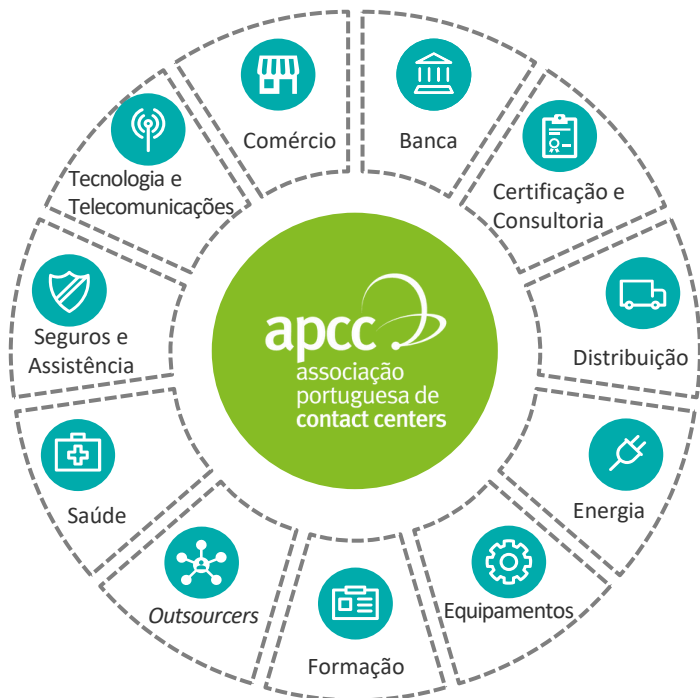 Comércio
Banca
Certificação e
Consultoria
Distribuição
Energia
Equipamentos
Formação
Outsourcers
Saúde
Seguros e
Assistência
Tecnologia e
Telecomunicações
apcc
associação
portuguesa de
contact centers